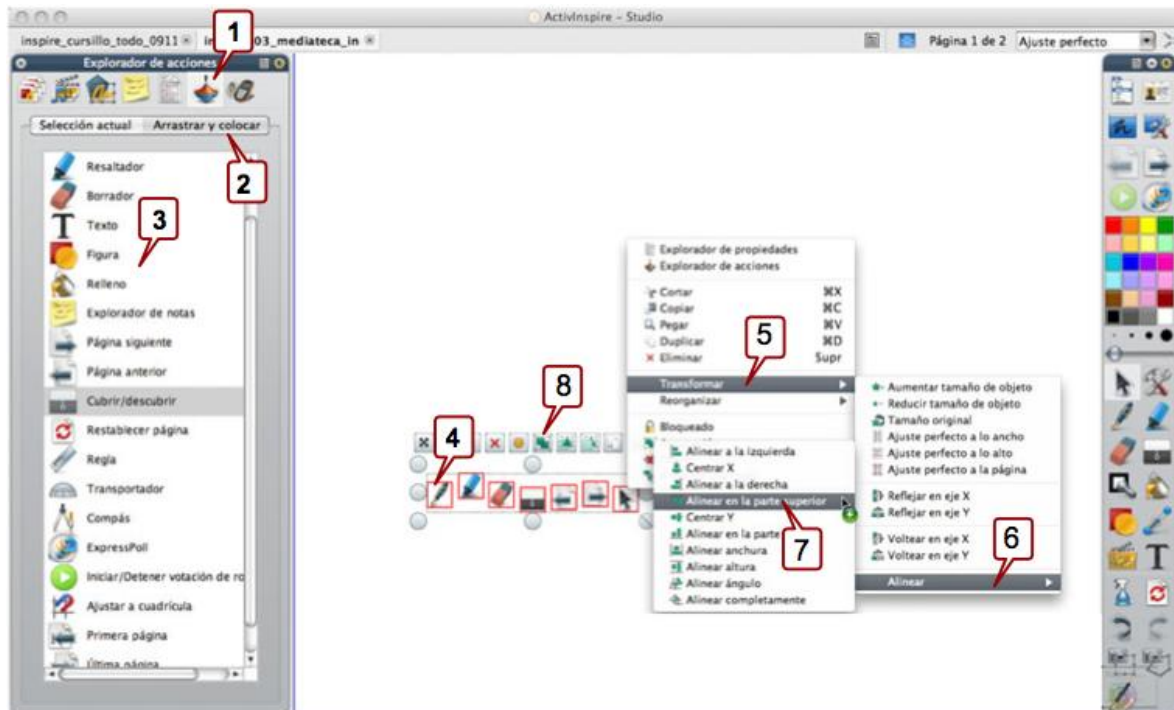 ActivInspire – Studio
inspire_cursillo_todo_0911
03_mediateca_in
Página 1 de 2
Ajuste perfecto
1
Explorador de acciones
Selección actual
Arrastrar y colocar
2
Resaltador
Borrador
Texto
3
Figura
Relleno
Explorador de notas
Página siguiente
Página anterior
Cubrir/descubrir
Restablecer página
Regla
Transportador
Compás
ExpressPoll
Iniciar/Detener votación de ro
Ajustar a cuadrícula
Primera página
Última página
4
8
Explorador de propiedades
Explorador de acciones
Cortar ⌘X
Copiar ⌘C
Pegar ⌘V
Duplicar ⌘D
Eliminar Supr
5
Transformar
Reorganizar
Bloqueado
Alinear a la izquierda
Centrar X
Alinear a la derecha
Alinear en la parte superior
Centrar Y
Alinear en la parte
Alinear anchura
Alinear altura
Alinear ángulo
Alinear completamente
7
Aumentar tamaño de objeto
Reducir tamaño de objeto
Tamaño original
Ajuste perfecto a lo ancho
Ajuste perfecto a lo alto
Ajuste perfecto a la página
Reflejar en eje X
Reflejar en eje Y
Voltear en eje X
Voltear en eje Y
6
Alinear